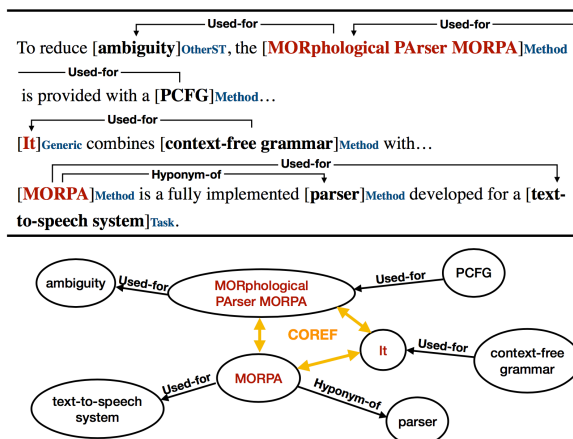 Used-for Used-for
To reduce [ambiguity]OtherST, the [MORphological PArser MORPA]Method
Used-for
is provided with a [PCFG]Method…
Used-for
[It]Generic combines [context-free grammar]Method with…
Used-for
Hyponym-of
[MORPA]Method is a fully implemented [parser]Method developed for a [text-
to-speech system]Task.
ambiguity
Used-for
MORphological
PArser MORPA
Used-for
PCFG
COREF
It
Used-for
context-free
grammar
MORPA
Used-for
text-to-speech
system
Hyponym-of
parser